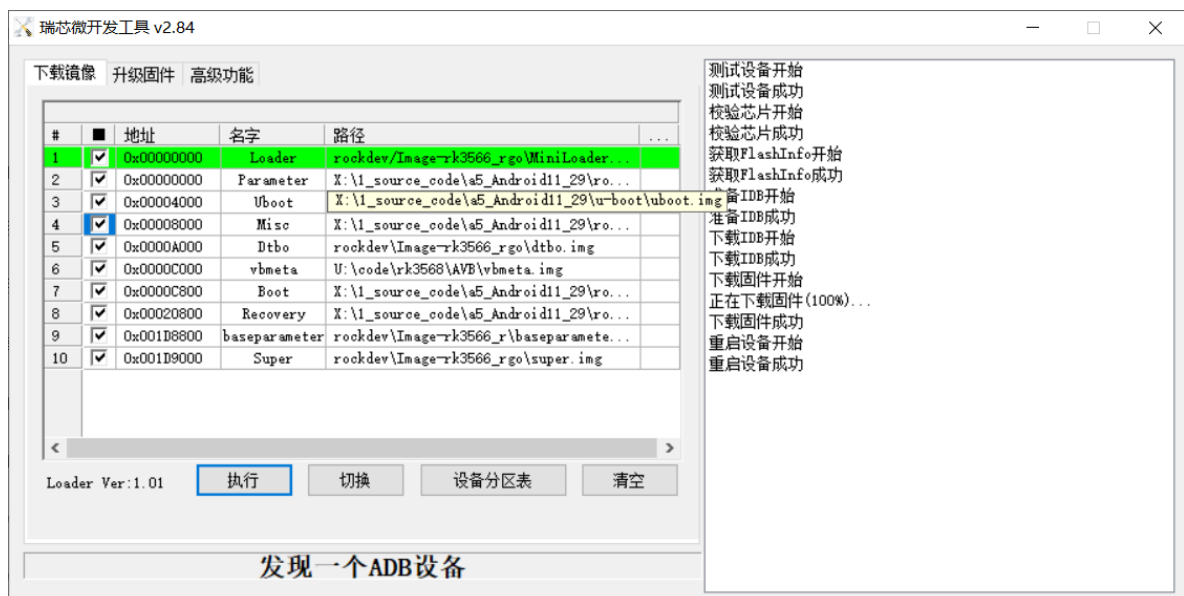 瑞芯微开发工具 v2.84
下载镜像 升级固件 高级功能
# 地址 名字 路径 ...
1 0x00000000 Loader rockdev/Image-rk3566_rgo\MiniLoader...
2 0x00000000 Parameter X:\1_source_code\a5_Android11_29\ro...
3 0x00004000 Uboot X:\1_source_code\a5_Android11_29\u-boot\uboot.img
4 0x00008000 Misc X:\1_source_code\a5_Android11_29\ro...
5 0x0000A000 Dtbo rockdev\Image-rk3566_rgo\dtbo.img
6 0x0000C000 vbmeta U:\code\rk3568\AVB\vbmeta.img
7 0x0000C800 Boot X:\1_source_code\a5_Android11_29\ro...
8 0x00020800 Recovery X:\1_source_code\a5_Android11_29\ro...
9 0x001D8800 baseparameter rockdev\Image-rk3566_r\baseparamete...
10 0x001D9000 Super rockdev\Image-rk3566_rgo\super.img
Loader Ver:1.01 执行 切换 设备分区表 清空
发现一个ADB设备
测试设备开始
测试设备成功
校验芯片开始
校验芯片成功
获取FlashInfo开始
获取FlashInfo成功
备IDB开始
准备IDB成功
下载IDB开始
下载IDB成功
下载固件开始
正在下载固件(100%)...
下载固件成功
重启设备开始
重启设备成功